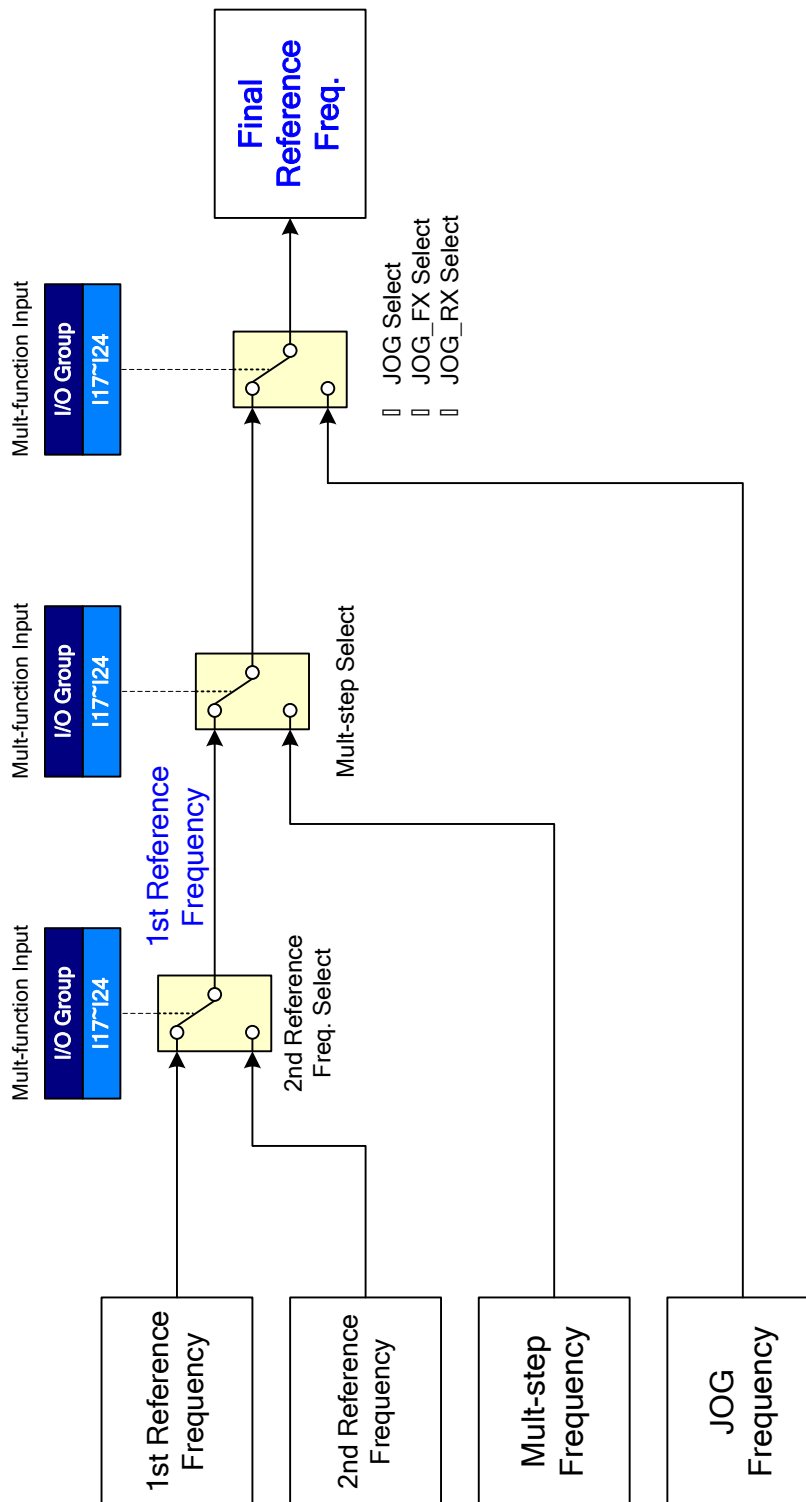 Mult-function Input
I/O Group
I17~I24
Mult-function Input
I/O Group
I17~I24
Mult-function Input
I/O Group
I17~I24
1st Reference
Frequency
2nd Reference
Frequency
Mult-step
Frequency
JOG
Frequency
2nd Reference
Freq. Select
1st Reference
Frequency
Mult-step Select
JOG Select
JOG_FX Select
JOG_RX Select
Final
Reference
Freq.